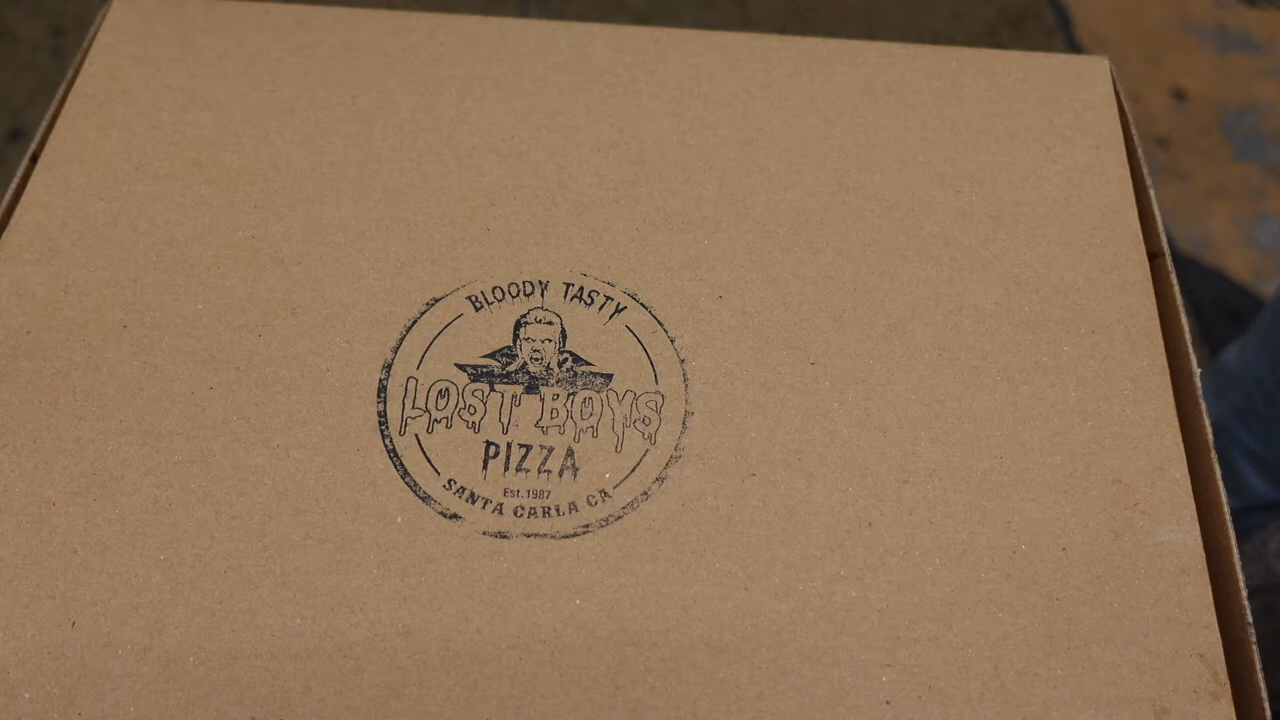 BLOODY TASTY
LOST BOYS
PIZZA
Est. 1987
SANTA CARLA CA